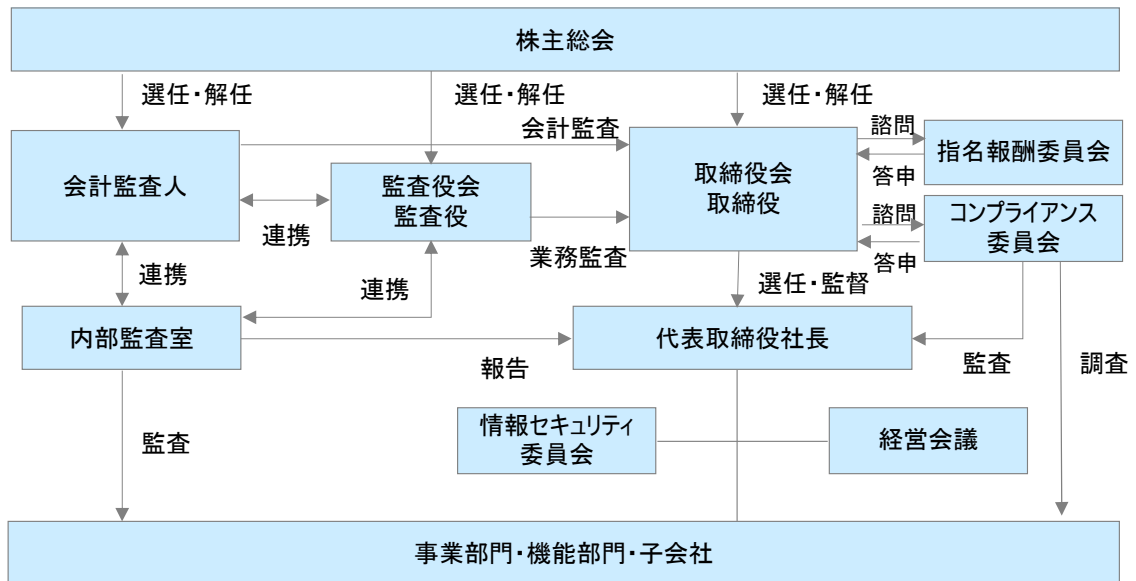 株主総会
選任・解任
選任・解任
選任・解任
会計監査
諮問
会計監査人
監査役会
監査役
取締役会
取締役
指名報酬委員会
答申
諮問
コンプライアンス
委員会
連携
業務監査
答申
連携
連携
選任・監督
内部監査室
代表取締役社長
報告
監査
調査
監査
情報セキュリティ
委員会
経営会議
事業部門・機能部門・子会社